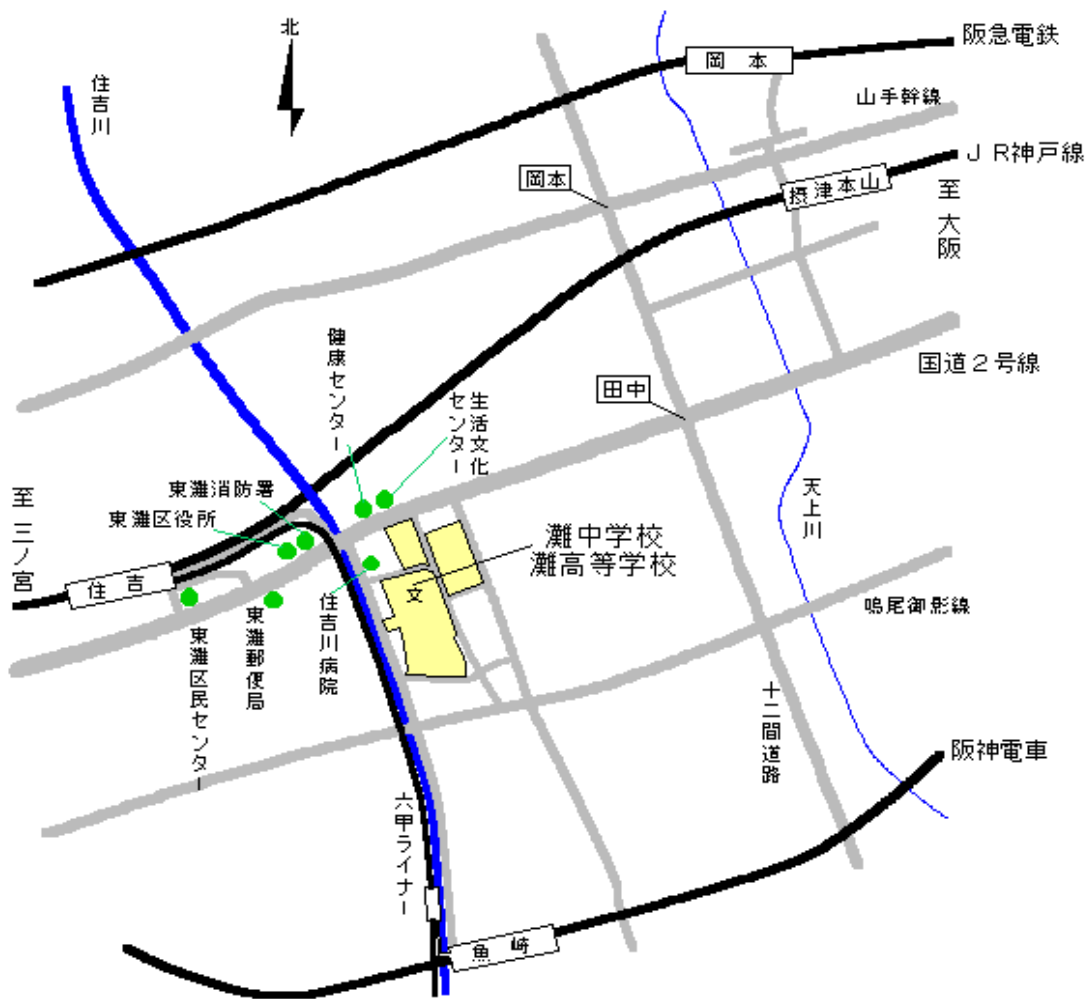 北
阪急電鉄
岡本
住吉川
山手幹線
ＪＲ神戸線
岡本
摂津本山
至大阪
健康センター
生活文化
センター
国道２号線
田中
至三ノ宮
東灘消防署
東灘区役所
天上川
灘中学校
灘高等学校
住吉
文
鳴尾御影線
東灘区民センター
東灘郵便局
住吉川病院
十二間道路
阪神電車
六甲ライナー
魚崎